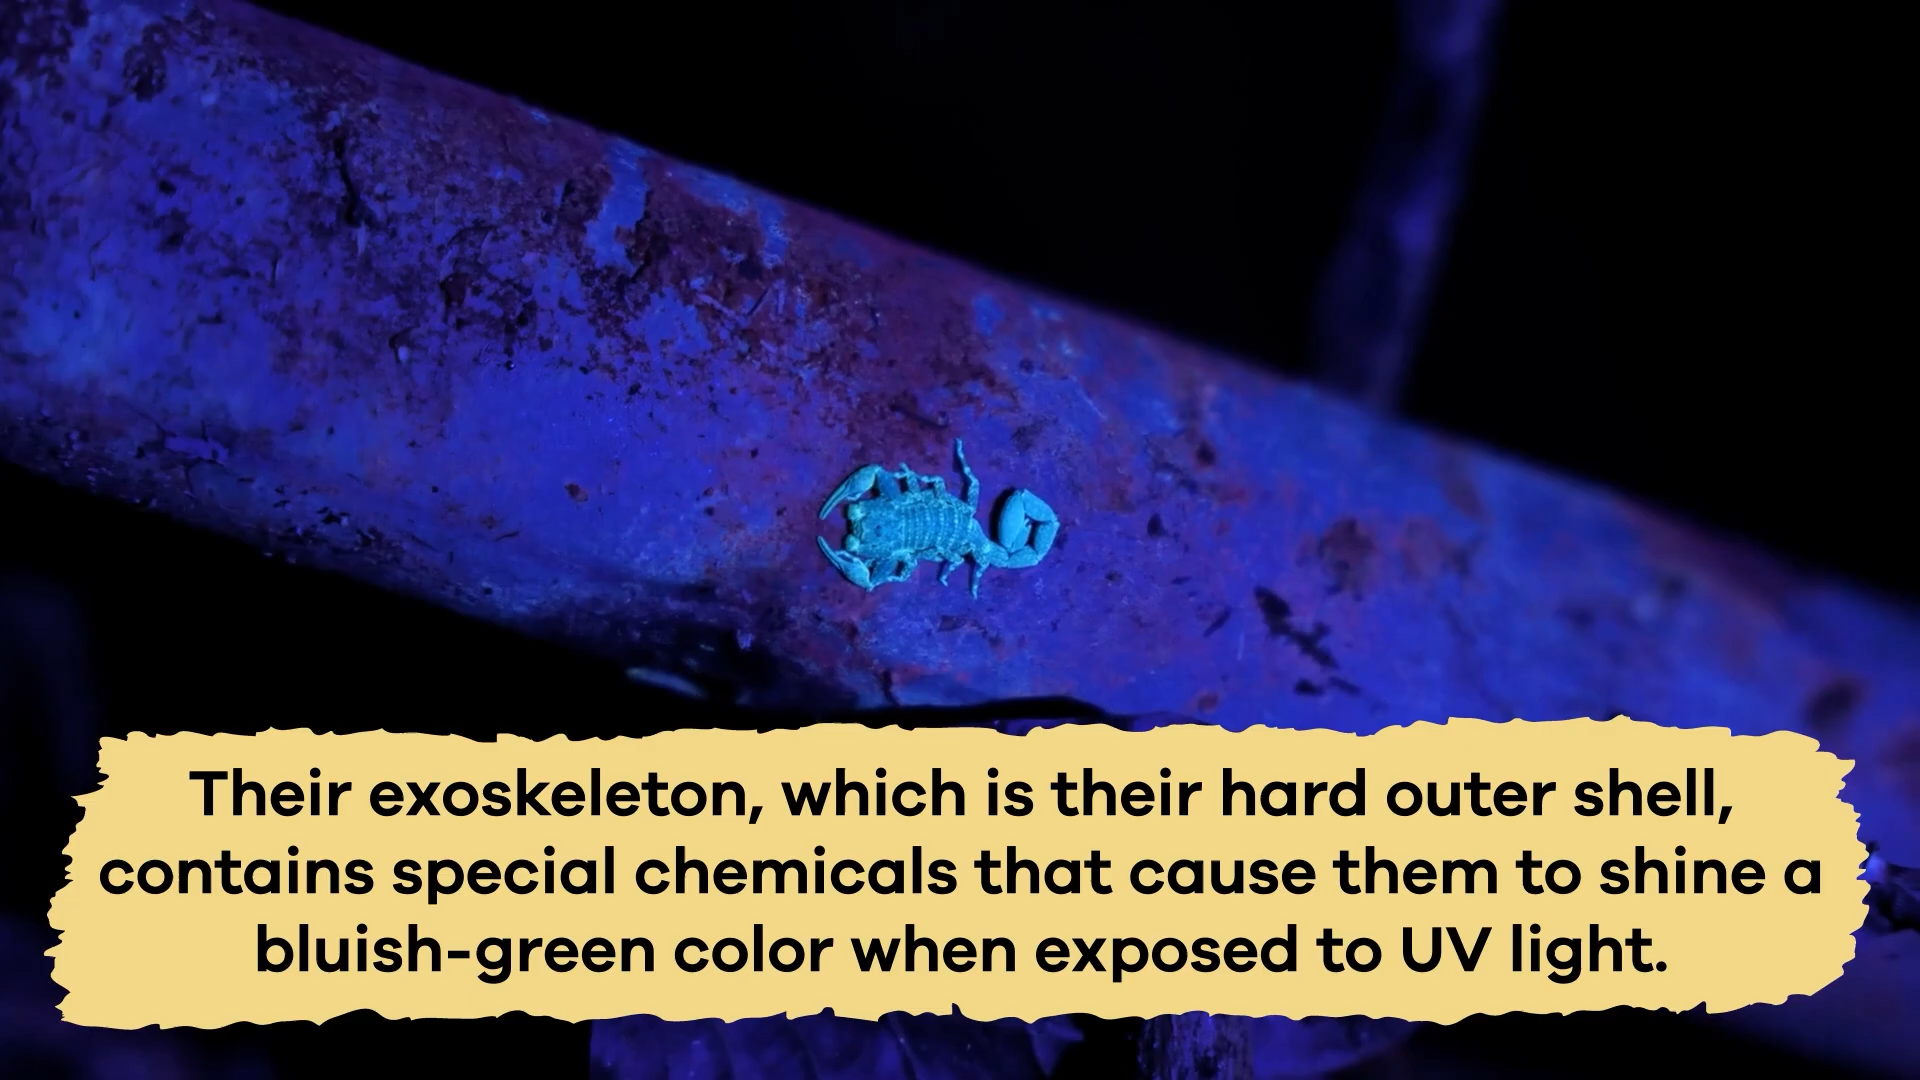 Their exoskeleton, which is their hard outer shell,
contains special chemicals that cause them to shine a
bluish-green color when exposed to UV light.